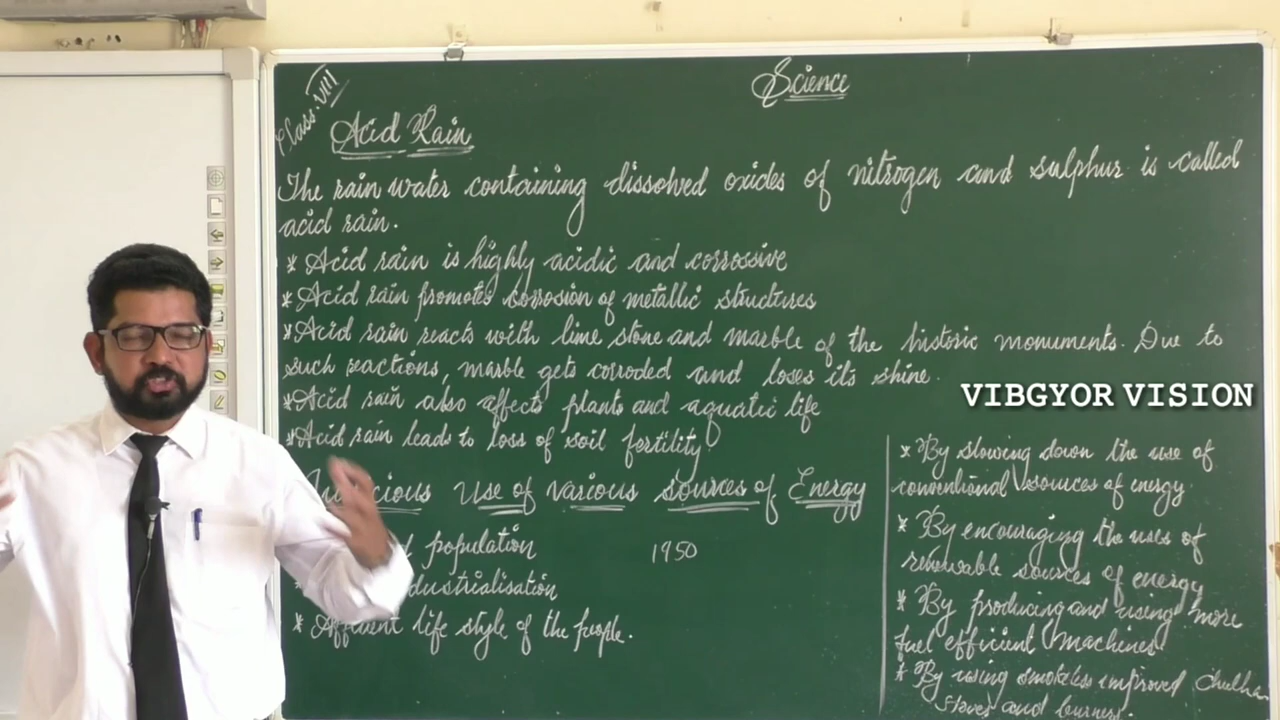 Science
Class-VIII
Acid Rain
The rain water containing dissolved oxides of nitrogen and sulphur is called
acid rain.
* Acid rain is highly acidic and corrossive
* Acid rain promotes corrosion of metallic structures
* Acid rain reacts with lime stone and marble of the historic monuments. Due to
such reactions, marble gets corroded and loses its shine.
* Acid rain also affects plants and aquatic life
* Acid rain leads to loss of soil fertility
Use of various sources of Energy
population
1950
* Affluent life style of the people.
VIBGYOR VISION
* By slowing down the use of
conventional sources of energy.
* By encouraging the uses of
renewable sources of energy
* By producing and using more
fuel efficient machines
* By using smokeless improved chulha
stoves and burners.